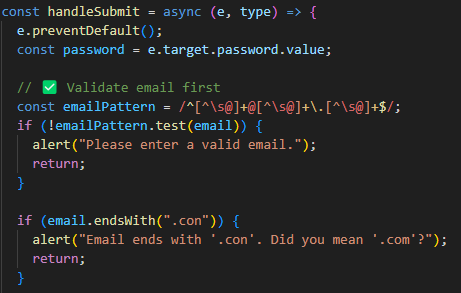 const handleSubmit = async (e, type) => {
  e.preventDefault();
  const password = e.target.password.value;

  // ✅ Validate email first
  const emailPattern = /^[^\s@]+@[^\s@]+\.[^\s@]+$/;
  if (!emailPattern.test(email)) {
    alert("Please enter a valid email.");
    return;
  }

  if (email.endsWith(".con")) {
    alert("Email ends with '.con'. Did you mean '.com'?");
    return;
  }